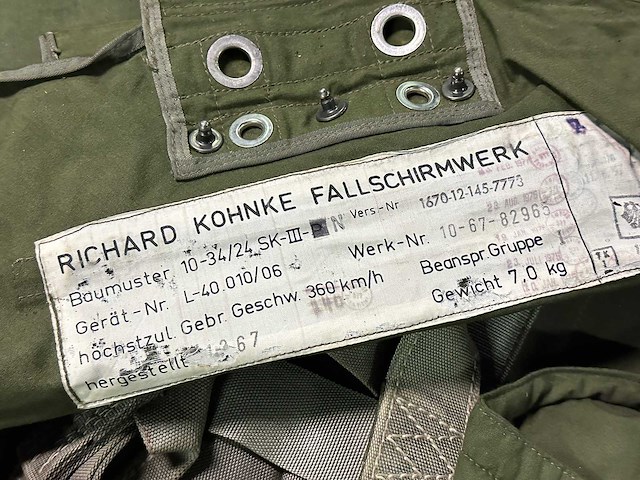 RICHARD KOHNKE FALLSCHIRMWERK
Baumuster 10-34/24 SK-III- N Vers-Nr 1670-12-145-7773
Gerät-Nr. L-40.010/06 Werk-Nr. 10-67-82965
höchstzul. Gebr. Geschw. 360 km/h Beanspr. Gruppe I
hergestellt 67 Gewicht 7,0 kg